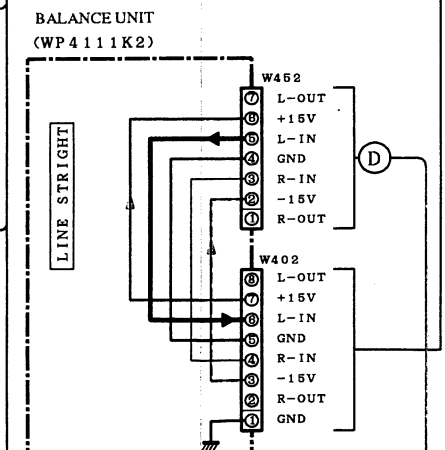 BALANCE UNIT
(WP4111K2)
LINE STRIGHT
W452
⑦ L-OUT
⑥ +15V
⑤ L-IN
④ GND
③ R-IN
② -15V
① R-OUT
D
W402
⑧ L-OUT
⑦ +15V
⑥ L-IN
⑤ GND
④ R-IN
③ -15V
② R-OUT
① GND